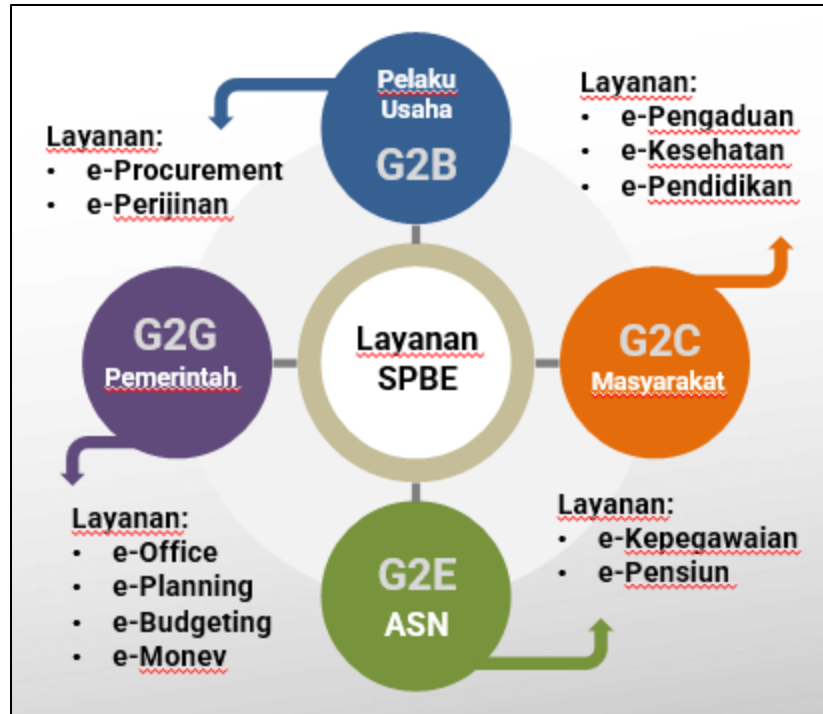 Pelaku
Usaha
G2B
Layanan:
• e-Procurement
• e-Perijinan
Layanan:
• e-Pengaduan
• e-Kesehatan
• e-Pendidikan
G2G
Pemerintah
Layanan
SPBE
G2C
Masyarakat
Layanan:
• e-Office
• e-Planning
• e-Budgeting
• e-Monev
G2E
ASN
Layanan:
• e-Kepegawaian
• e-Pensiun